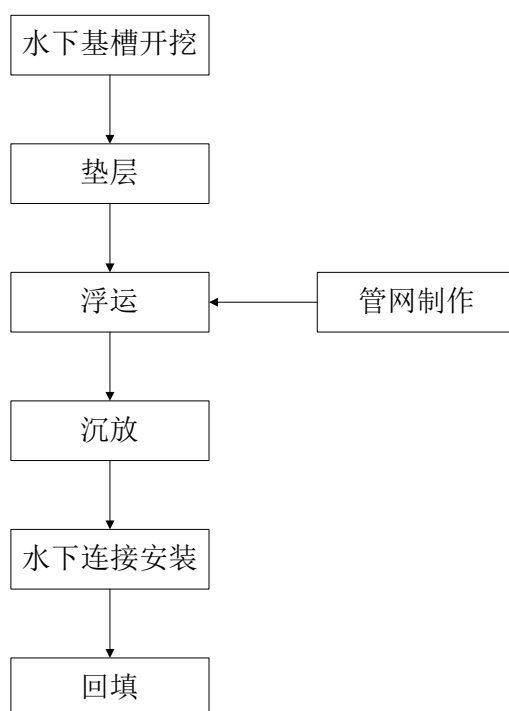 水下基槽开挖
垫层
浮运
管网制作
沉放
水下连接安装
回填